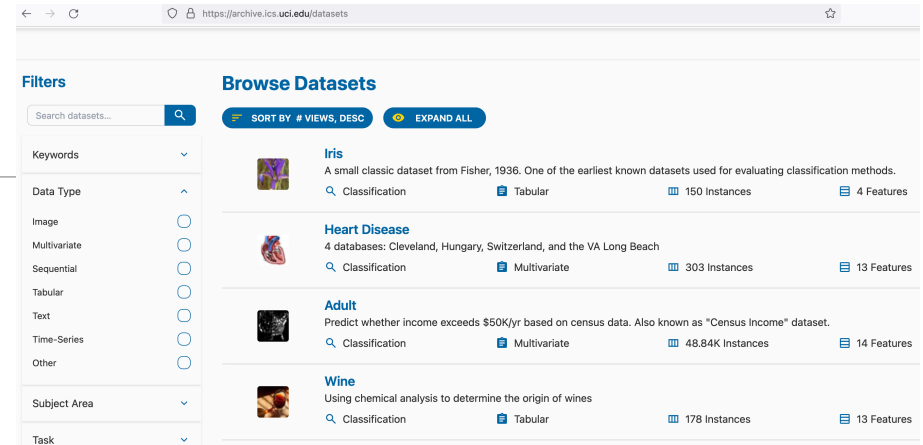 https://archive.ics.uci.edu/datasets
Filters
Search datasets...
Keywords
Data Type
Image
Multivariate
Sequential
Tabular
Text
Time-Series
Other
Subject Area
Task
Browse Datasets
SORT BY # VIEWS, DESC EXPAND ALL
Iris
A small classic dataset from Fisher, 1936. One of the earliest known datasets used for evaluating classification methods.
Classification Tabular 150 Instances 4 Features
Heart Disease
4 databases: Cleveland, Hungary, Switzerland, and the VA Long Beach
Classification Multivariate 303 Instances 13 Features
Adult
Predict whether income exceeds $50K/yr based on census data. Also known as "Census Income" dataset.
Classification Multivariate 48.84K Instances 14 Features
Wine
Using chemical analysis to determine the origin of wines
Classification Tabular 178 Instances 13 Features